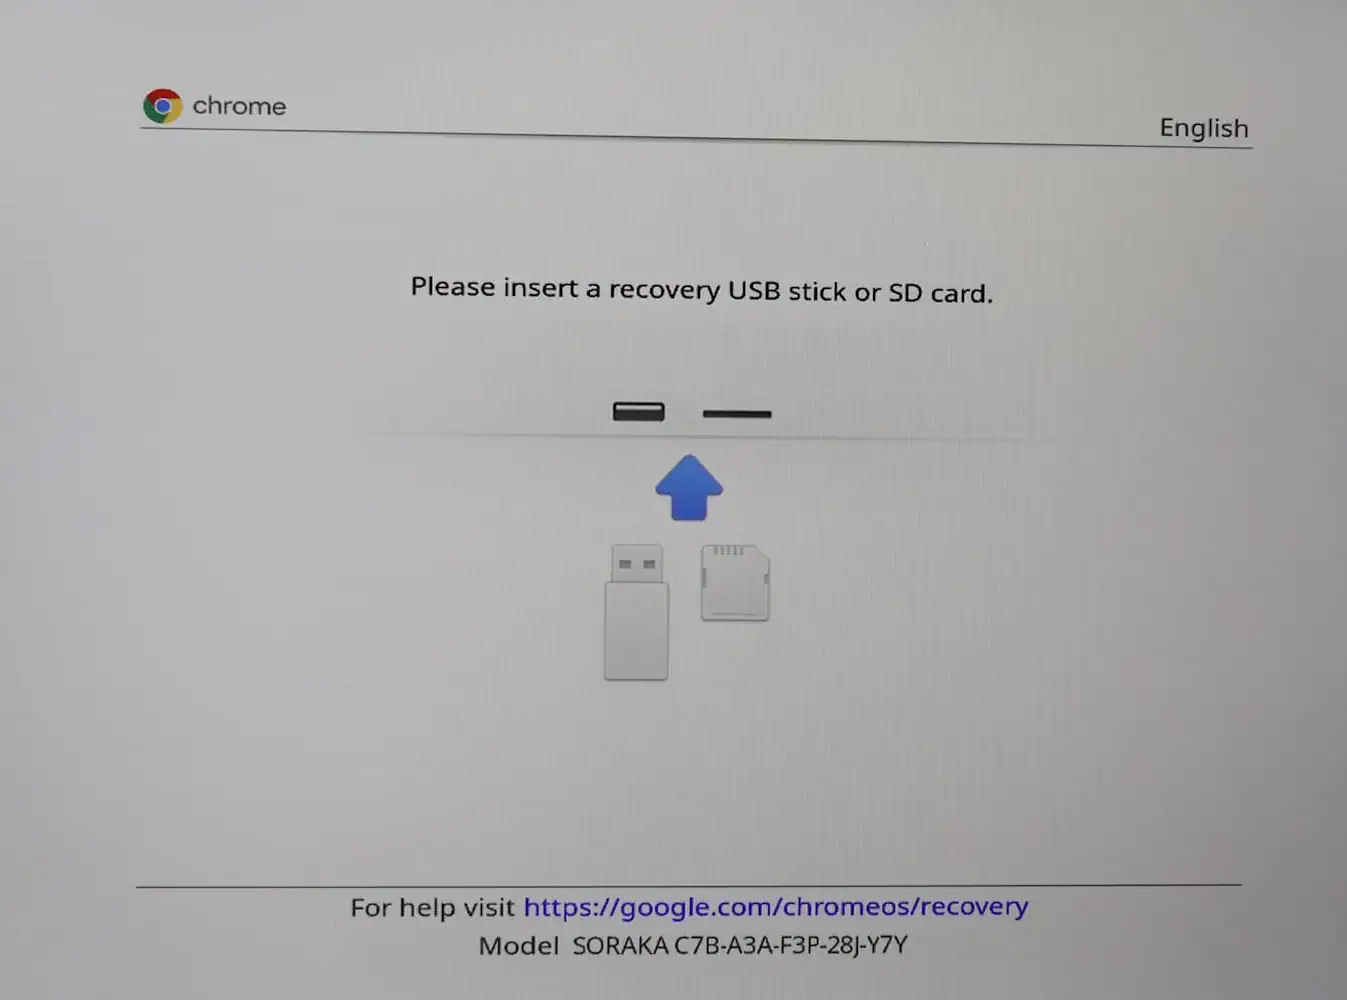 chrome
English
Please insert a recovery USB stick or SD card.
For help visit https://google.com/chromeos/recovery
Model SORAKA C7B-A3A-F3P-28J-Y7Y